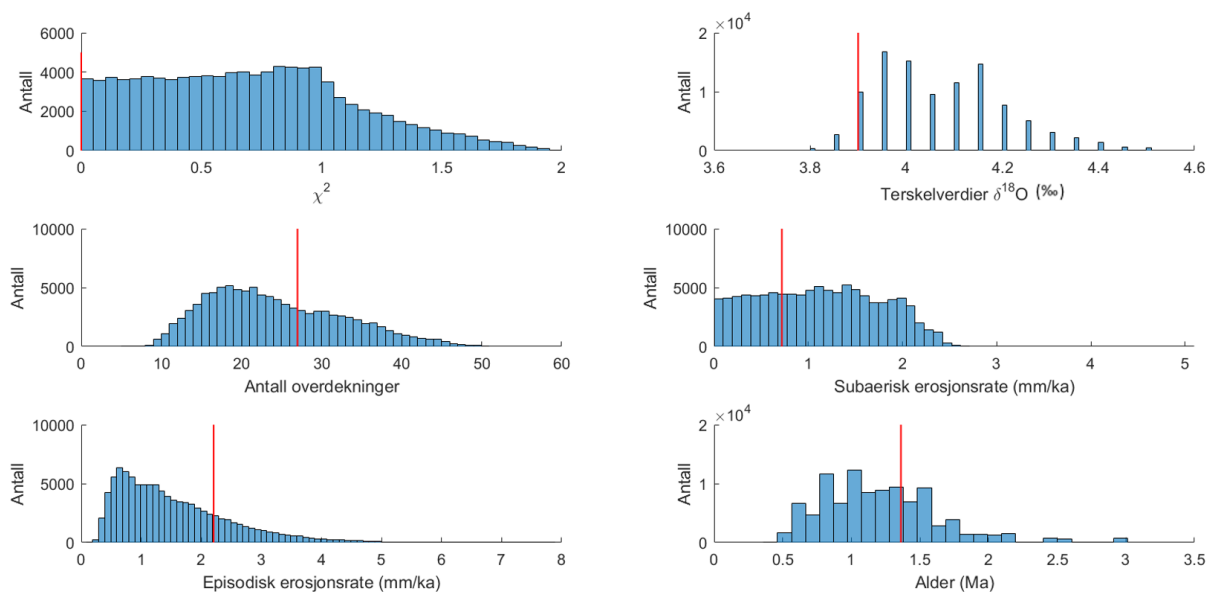 6000
4000
2000
0
Antall
0 0.5 1 1.5 2
χ²
×10⁴
2
1
0
Antall
3.6 3.8 4 4.2 4.4 4.6
Terskelverdier δ¹⁸O (‰)
10000
5000
0
Antall
0 10 20 30 40 50 60
Antall overdekninger
10000
5000
0
Antall
0 1 2 3 4 5
Subaerisk erosjonsrate (mm/ka)
10000
5000
0
Antall
0 1 2 3 4 5 6 7 8
Episodisk erosjonsrate (mm/ka)
×10⁴
2
1
0
Antall
0 0.5 1 1.5 2 2.5 3 3.5
Alder (Ma)